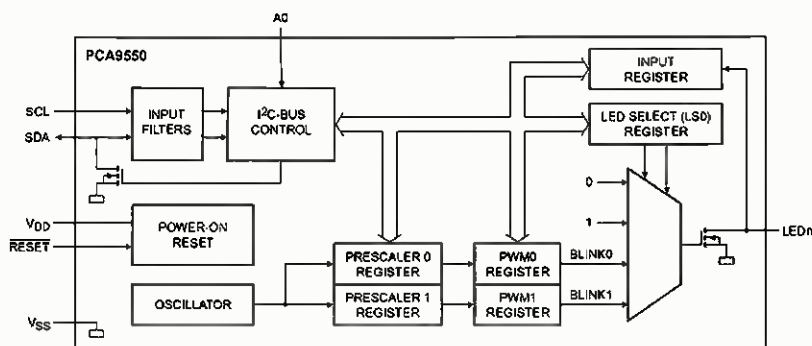 A0
PCA9550
SCL
SDA
INPUT
FILTERS
I²C-BUS
CONTROL
INPUT
REGISTER
LED SELECT (LS0)
REGISTER
0
1
VDD
RESET
POWER-ON
RESET
LEDn
PRESCALER 0
REGISTER
PWM0
REGISTER
BLINK0
OSCILLATOR
PRESCALER 1
REGISTER
PWM1
REGISTER
BLINK1
VSS